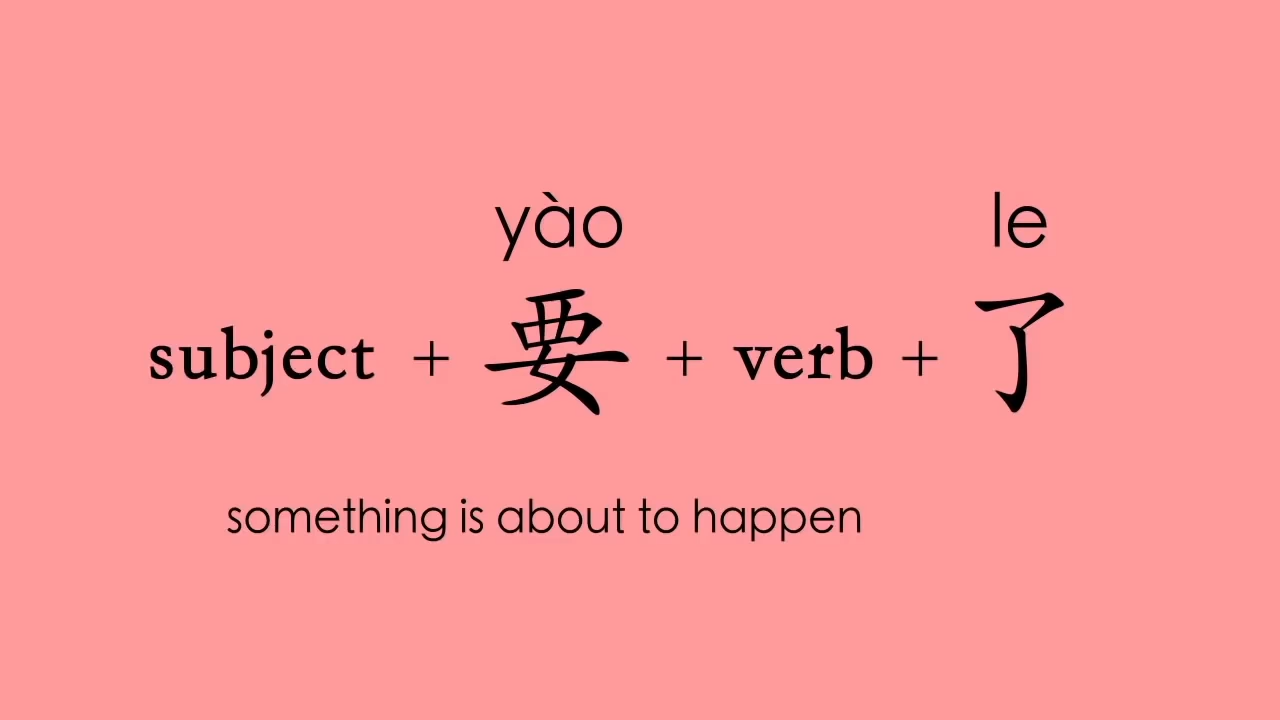 yào le
subject + 要 + verb + 了
something is about to happen